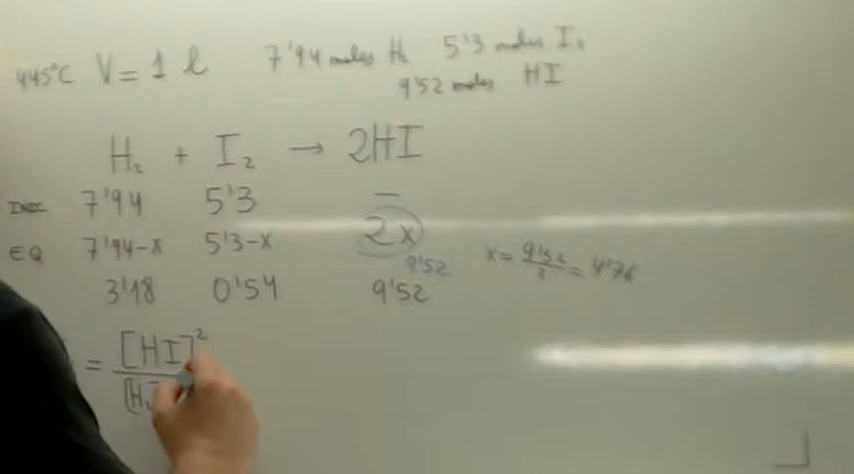 445°C V = 1 l 7'94 moles H₂ 5'3 moles I₂
9'52 moles HI
H₂ + I₂ → 2HI
INIC 7'94 5'3 –
EQ 7'94-x 5'3-x 2x
9'52
x = 9'52/2 = 4'76
3'18 0'54 9'52
= [HI]²
[H₂